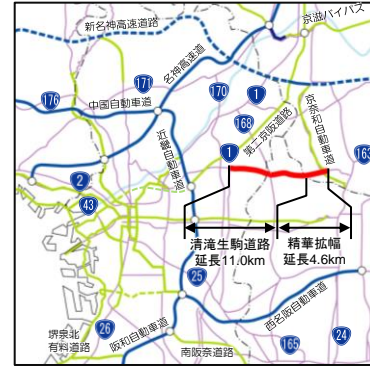 新名神高速道路
京滋バイパス
名神高速道
171
170
1
176
中国自動車道
168
第二京阪道路
京奈和自動車道
近畿自動車道
1
163
2
43
清滝生駒道路
延長11.0km
精華拡幅
延長4.6km
25
西名阪自動車道
26
阪和自動車道
堺泉北
有料道路
南阪奈道路
165
24